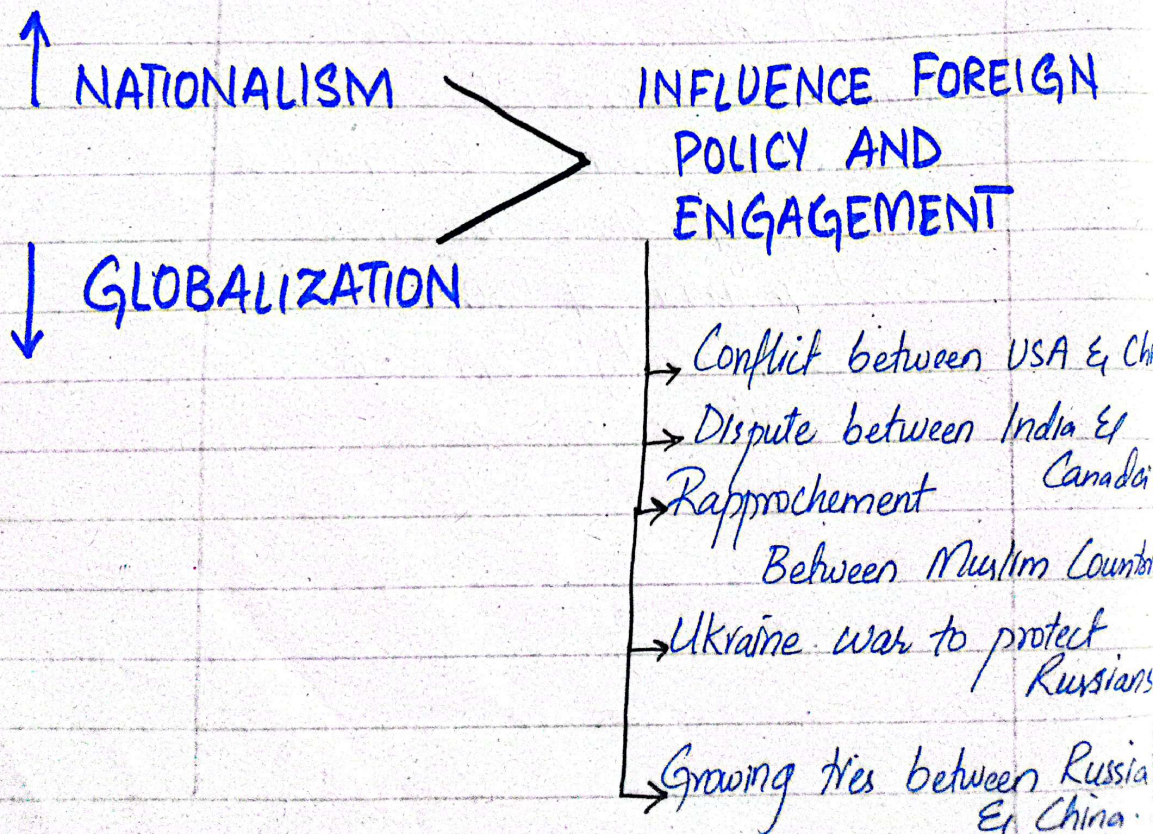 NATIONALISM
INFLUENCE FOREIGN
POLICY AND
ENGAGEMENT
GLOBALIZATION
Conflict between USA &
Dispute between India &
Canada
Rapprochement
Between Muslim
Ukraine war to protect
Russians
Growing ties between Russia
& China.